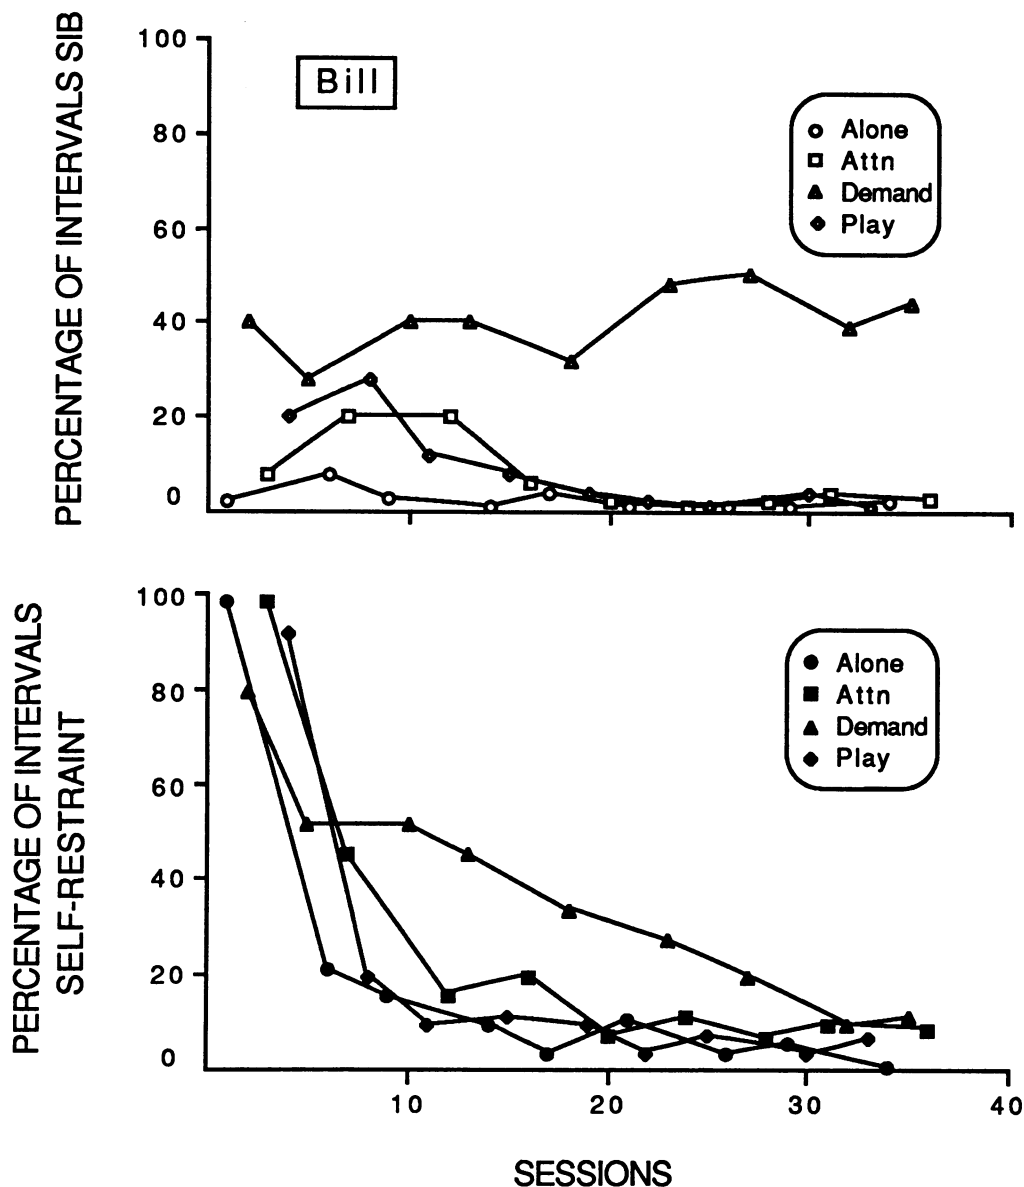 PERCENTAGE OF INTERVALS SIB
100
80
60
40
20
0
Bill
Alone
Attn
Demand
Play
PERCENTAGE OF INTERVALS
SELF-RESTRAINT
100
80
60
40
20
0
Alone
Attn
Demand
Play
10
20
30
40
SESSIONS